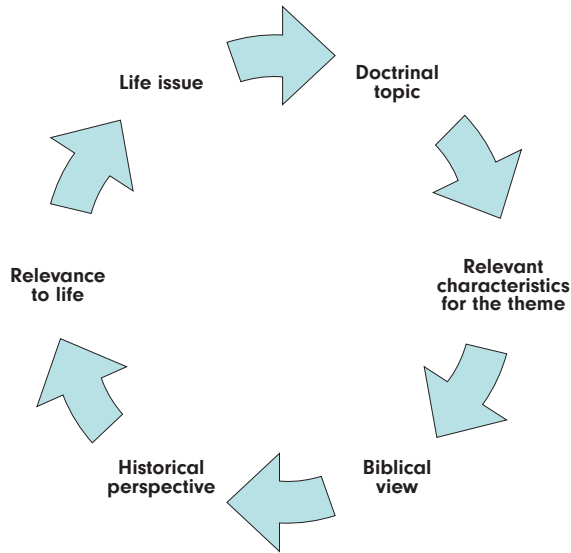 Life issue
Doctrinal
topic
Relevant
characteristics
for the theme
Biblical
view
Historical
perspective
Relevance
to life